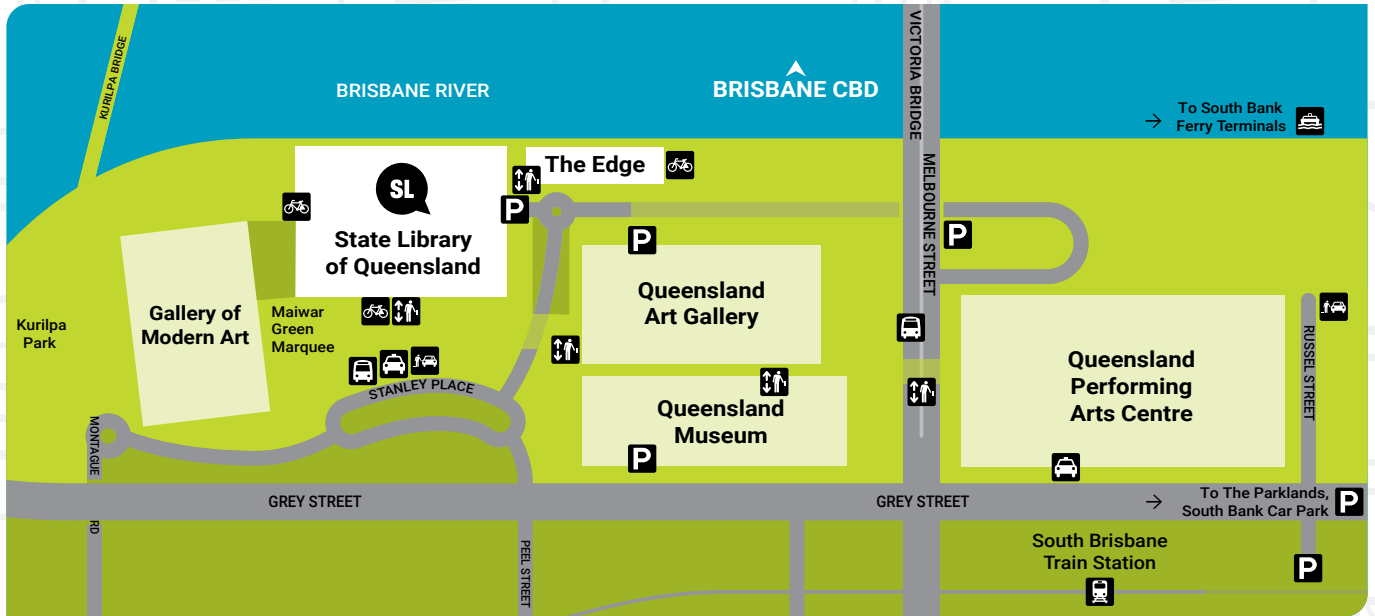 KURILPA BRIDGE
BRISBANE RIVER
BRISBANE CBD
VICTORIA BRIDGE
To South Bank
Ferry Terminals
SL
State Library
of Queensland
The Edge
P
P
MELBOURNE STREET
P
Gallery of
Modern Art
Kurilpa
Park
Maiwar
Green
Marquee
Queensland
Art Gallery
Queensland
Performing
Arts Centre
RUSSEL STREET
STANLEY PLACE
Queensland
Museum
P
MONTAGUE
RD
GREY STREET
GREY STREET
To The Parklands,
South Bank Car Park
P
PEEL STREET
South Brisbane
Train Station
P